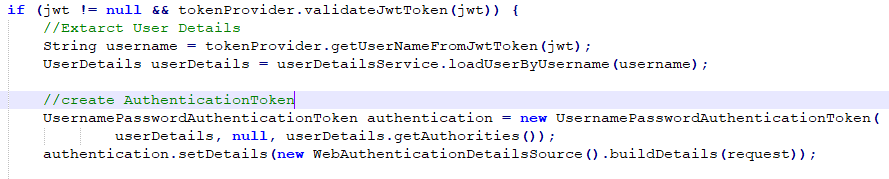 if (jwt != null && tokenProvider.validateJwtToken(jwt)) {
//Extarct User Details
String username = tokenProvider.getUserNameFromJwtToken(jwt);
UserDetails userDetails = userDetailsService.loadUserByUsername(username);
//create AuthenticationToken
UsernamePasswordAuthenticationToken authentication = new UsernamePasswordAuthenticationToken(
userDetails, null, userDetails.getAuthorities());
authentication.setDetails(new WebAuthenticationDetailsSource().buildDetails(request));